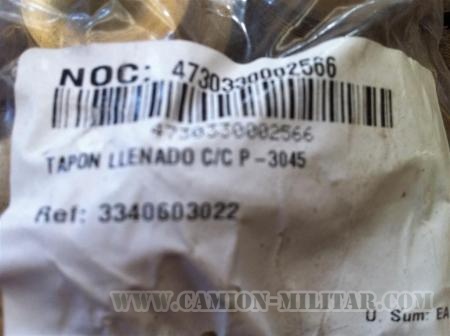 NOC: 4730330002566
4730330002566
TAPON LLENADO C/C P-3045
Ref: 3340603022
WWW.CAMION-MILITAR.COM
U. Sum: EA